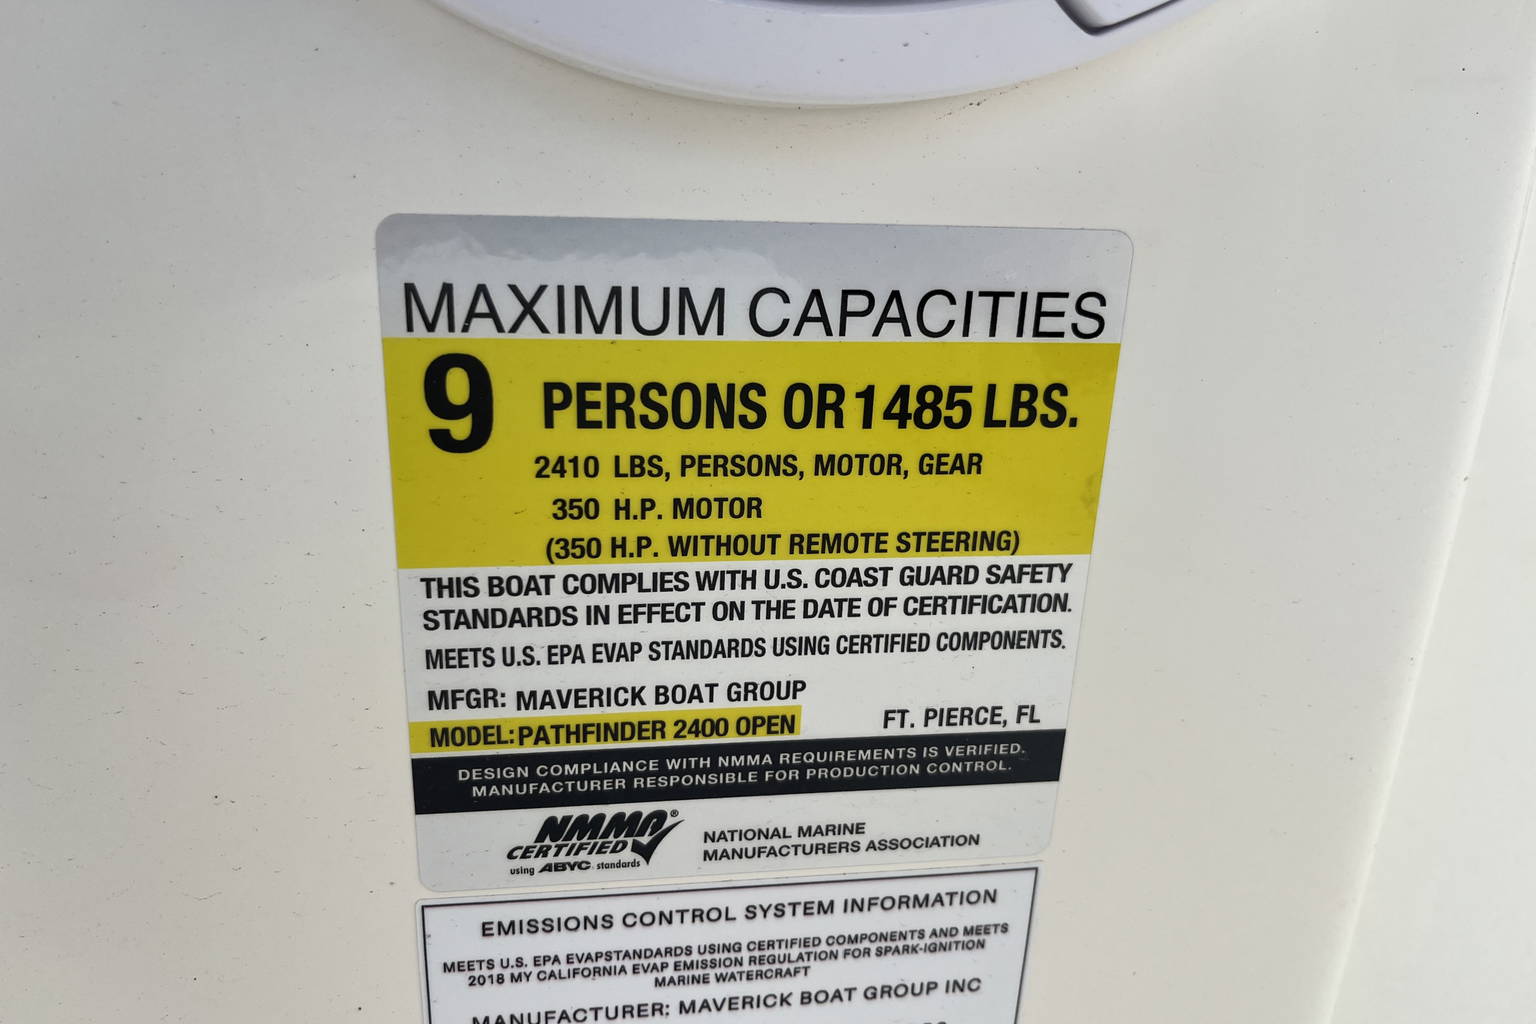 MAXIMUM CAPACITIES
9 PERSONS OR 1485 LBS.
2410 LBS, PERSONS, MOTOR, GEAR
350 H.P. MOTOR
(350 H.P. WITHOUT REMOTE STEERING)
THIS BOAT COMPLIES WITH U.S. COAST GUARD SAFETY
STANDARDS IN EFFECT ON THE DATE OF CERTIFICATION.
MEETS U.S. EPA EVAP STANDARDS USING CERTIFIED COMPONENTS.
MFGR: MAVERICK BOAT GROUP
FT. PIERCE, FL
MODEL: PATHFINDER 2400 OPEN
DESIGN COMPLIANCE WITH NMMA REQUIREMENTS IS VERIFIED.
MANUFACTURER RESPONSIBLE FOR PRODUCTION CONTROL.
NMMA®
CERTIFIED
using ABYC standards
NATIONAL MARINE
MANUFACTURERS ASSOCIATION
EMISSIONS CONTROL SYSTEM INFORMATION
MEETS U.S. EPA EVAPSTANDARDS USING CERTIFIED COMPONENTS AND MEETS
2018 MY CALIFORNIA EVAP EMISSION REGULATION FOR SPARK-IGNITION
MARINE WATERCRAFT
MANUFACTURER: MAVERICK BOAT GROUP INC